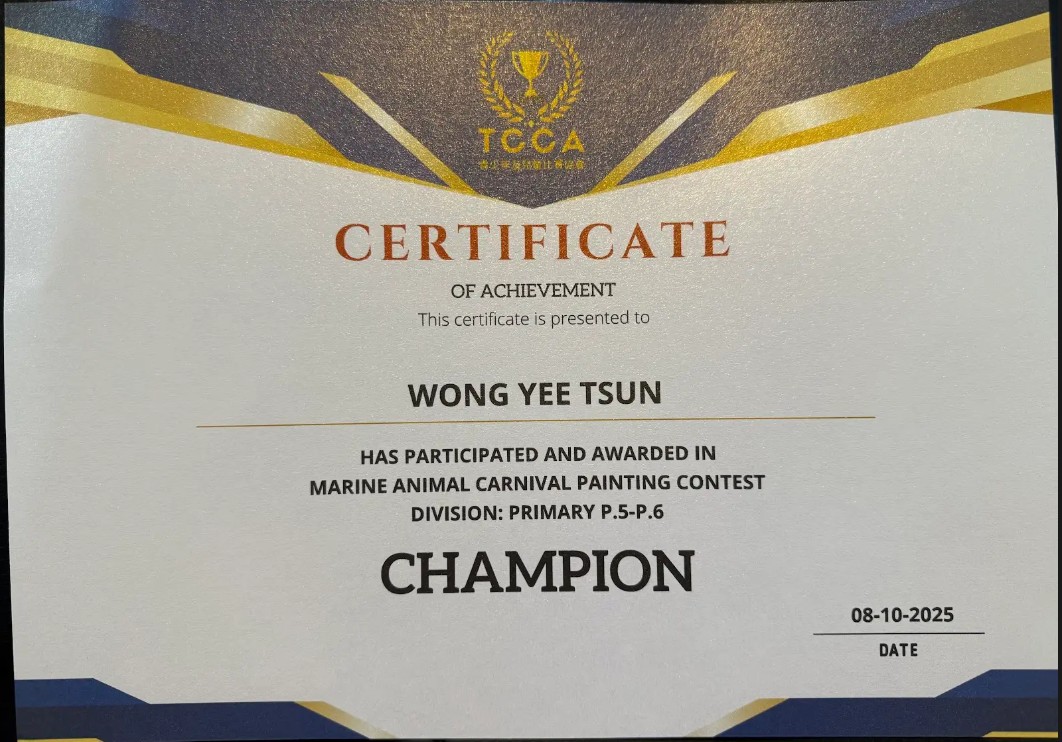 TCCA
CERTIFICATE
OF ACHIEVEMENT
This certificate is presented to
WONG YEE TSUN
HAS PARTICIPATED AND AWARDED IN
MARINE ANIMAL CARNIVAL PAINTING CONTEST
DIVISION: PRIMARY P.5-P.6
CHAMPION
08-10-2025
DATE